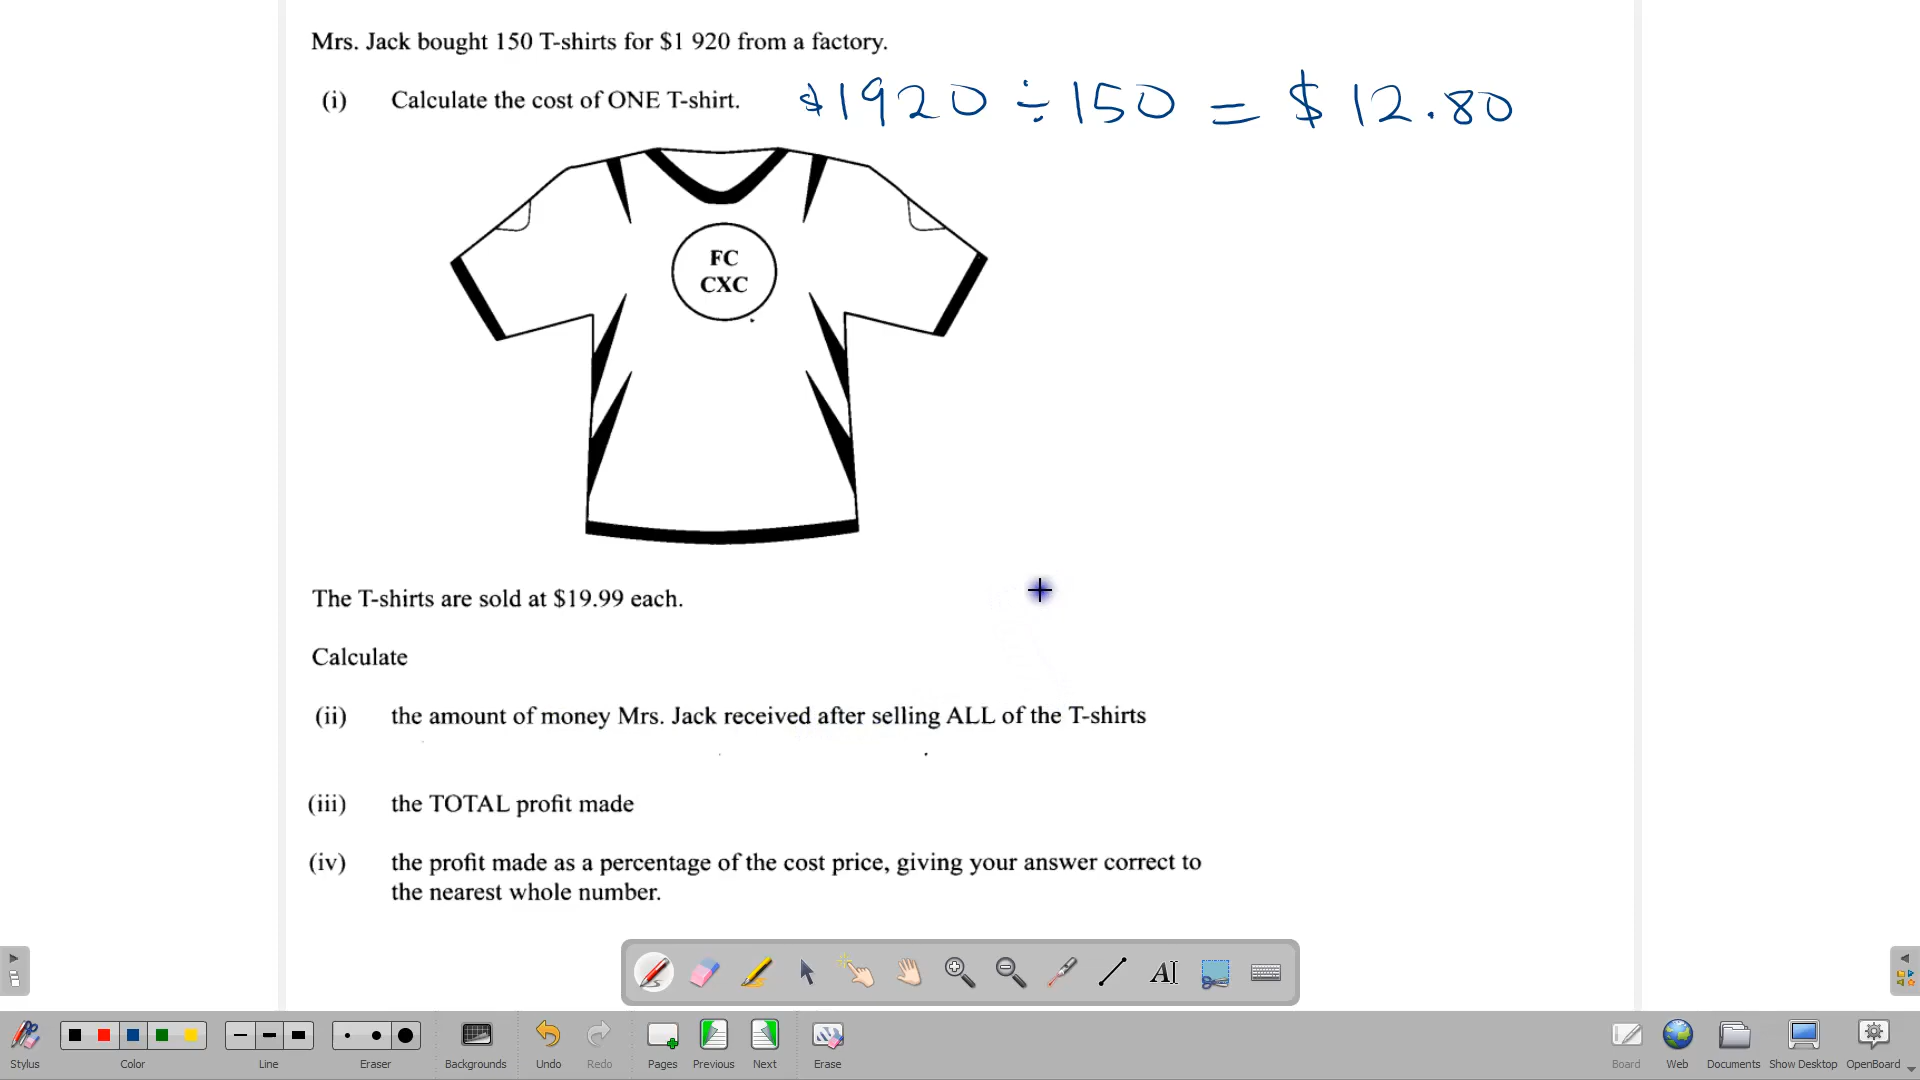 Mrs. Jack bought 150 T-shirts for $1 920 from a factory.
(i) Calculate the cost of ONE T-shirt. $1920 ÷ 150 = $ 12.80
FC
CXC
The T-shirts are sold at $19.99 each.
Calculate
(ii) the amount of money Mrs. Jack received after selling ALL of the T-shirts
(iii) the TOTAL profit made
(iv) the profit made as a percentage of the cost price, giving your answer correct to
the nearest whole number.
AI
Stylus Color Line Eraser Backgrounds Undo Redo Pages Previous Next Erase Board Web Documents Show Desktop OpenBoard